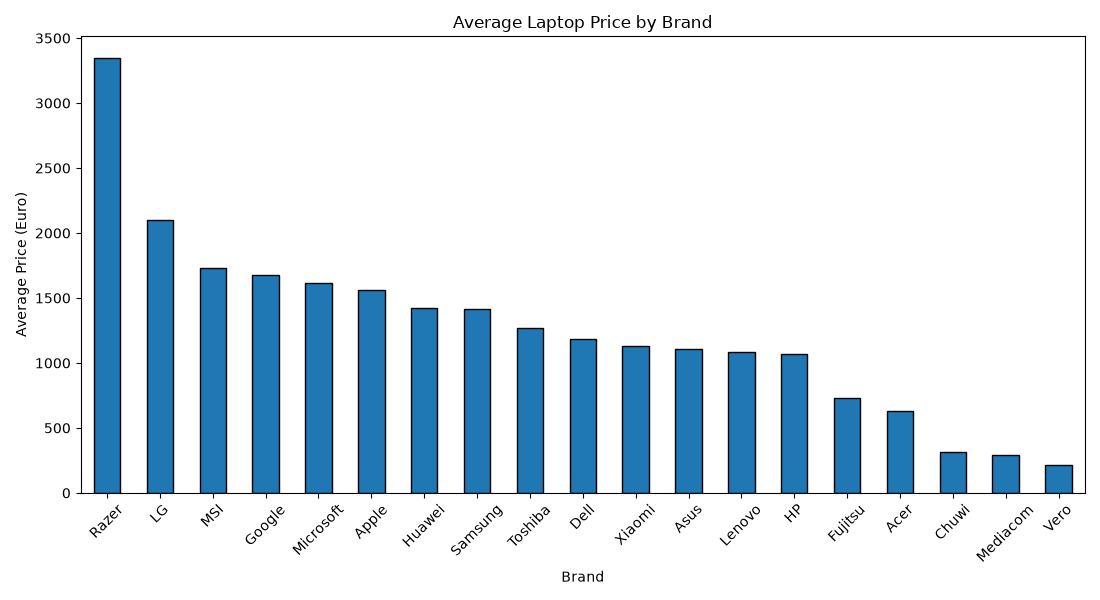 Average Laptop Price by Brand
Average Price (Euro)
3500
3000
2500
2000
1500
1000
500
0
Razer
LG
MSI
Google
Microsoft
Apple
Huawei
Samsung
Toshiba
Dell
Xiaomi
Asus
Lenovo
HP
Fujitsu
Acer
Chuwi
Mediacom
Vero
Brand